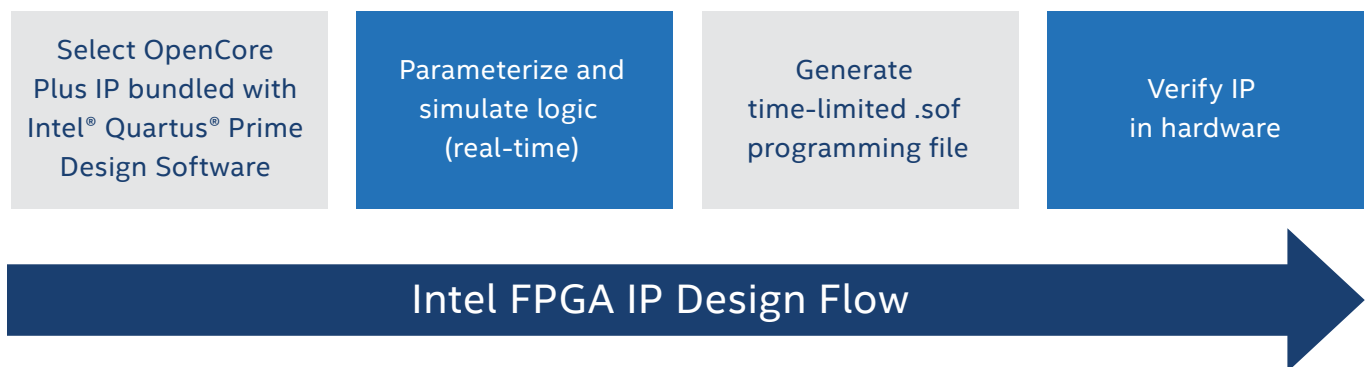 Select OpenCore
Plus IP bundled with
Intel® Quartus® Prime
Design Software
Parameterize and
simulate logic
(real-time)
Generate
time-limited .sof
programming file
Verify IP
in hardware
Intel FPGA IP Design Flow